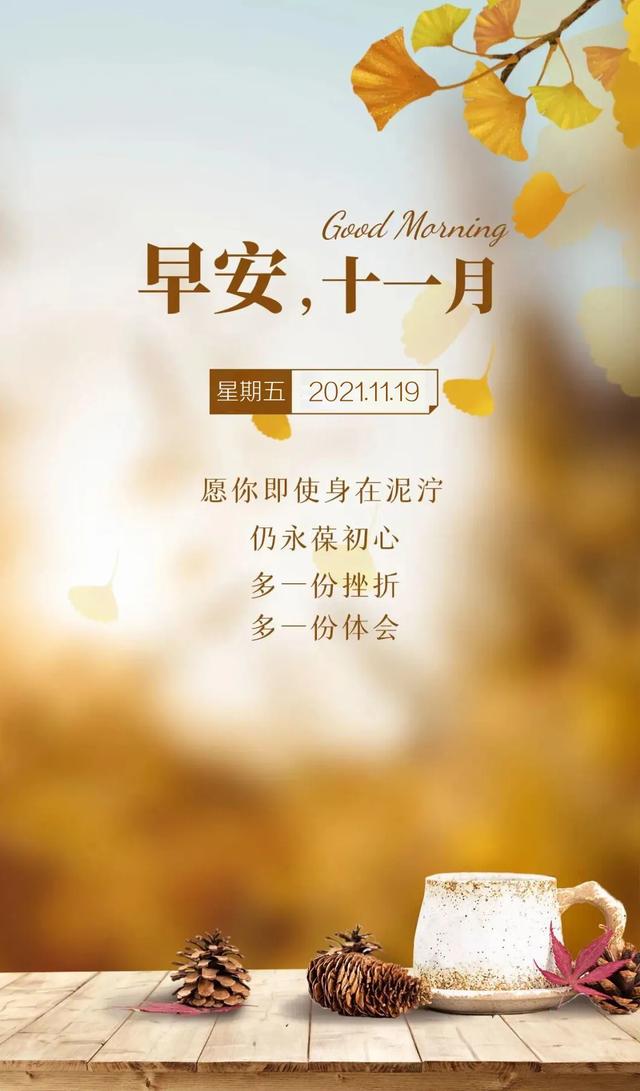 Good Morning
早安,十一月
星期五 2021.11.19
愿你即使身在泥泞
仍永葆初心
多一份挫折
多一份体会